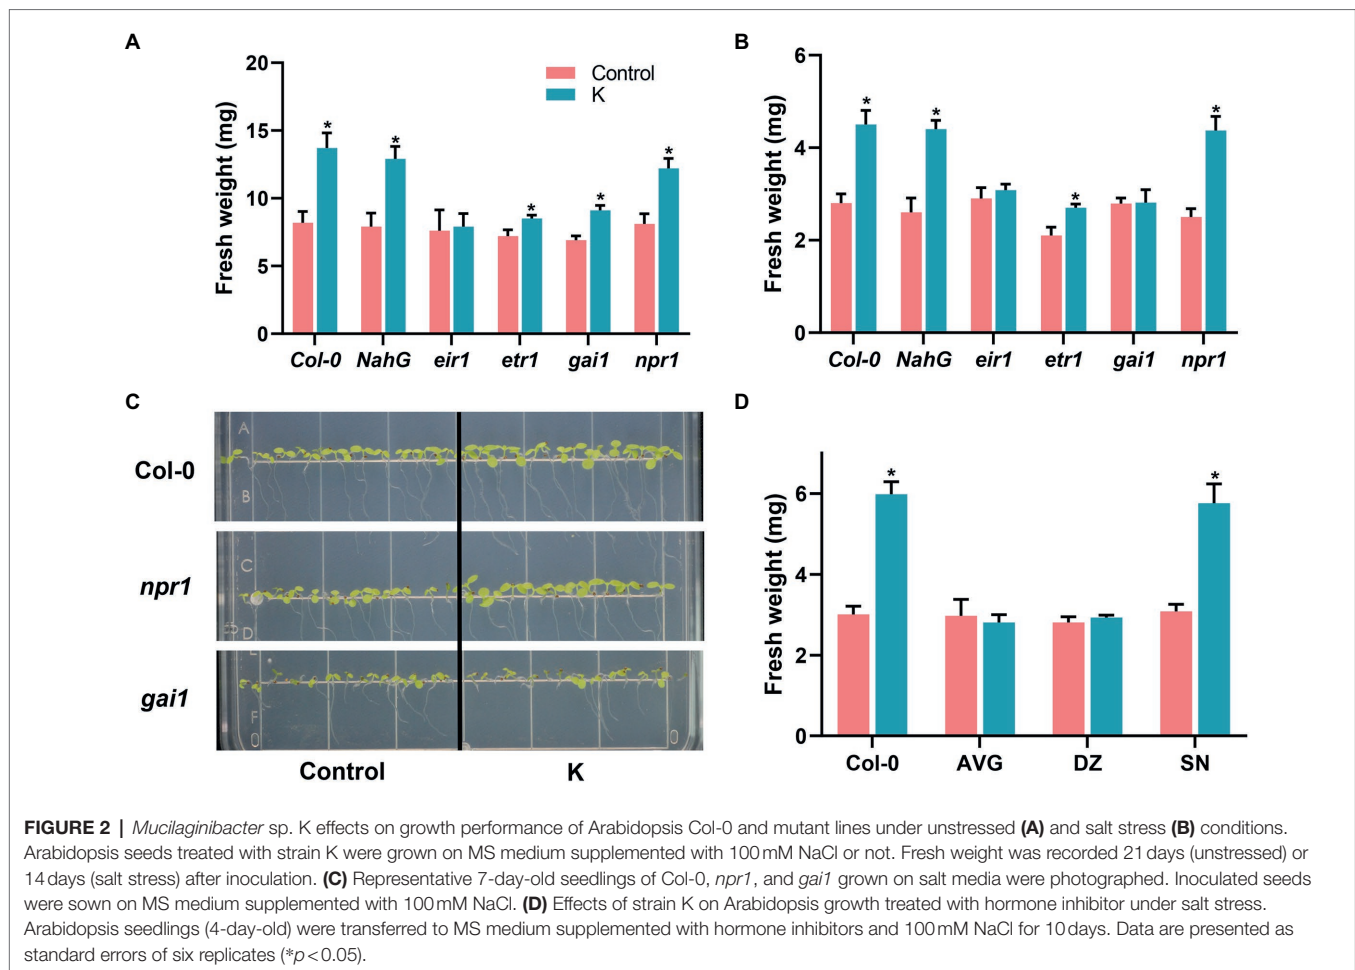 A
Fresh weight (mg)
20
15
10
5
0
Control
K
*
*
*
*
*
Col-0 NahG eir1 etr1 gai1 npr1
B
Fresh weight (mg)
6
4
2
0
*
*
*
*
Col-0 NahG eir1 etr1 gai1 npr1
C
Col-0
A
B
npr1
C
D
gai1
F
0
0
Control K
D
Fresh weight (mg)
6
4
2
0
*
*
Col-0 AVG DZ SN
FIGURE 2 | Mucilaginibacter sp. K effects on growth performance of Arabidopsis Col-0 and mutant lines under unstressed (A) and salt stress (B) conditions.
Arabidopsis seeds treated with strain K were grown on MS medium supplemented with 100 mM NaCl or not. Fresh weight was recorded 21 days (unstressed) or
14 days (salt stress) after inoculation. (C) Representative 7-day-old seedlings of Col-0, npr1, and gai1 grown on salt media were photographed. Inoculated seeds
were sown on MS medium supplemented with 100 mM NaCl. (D) Effects of strain K on Arabidopsis growth treated with hormone inhibitor under salt stress.
Arabidopsis seedlings (4-day-old) were transferred to MS medium supplemented with hormone inhibitors and 100 mM NaCl for 10 days. Data are presented as
standard errors of six replicates (*p < 0.05).